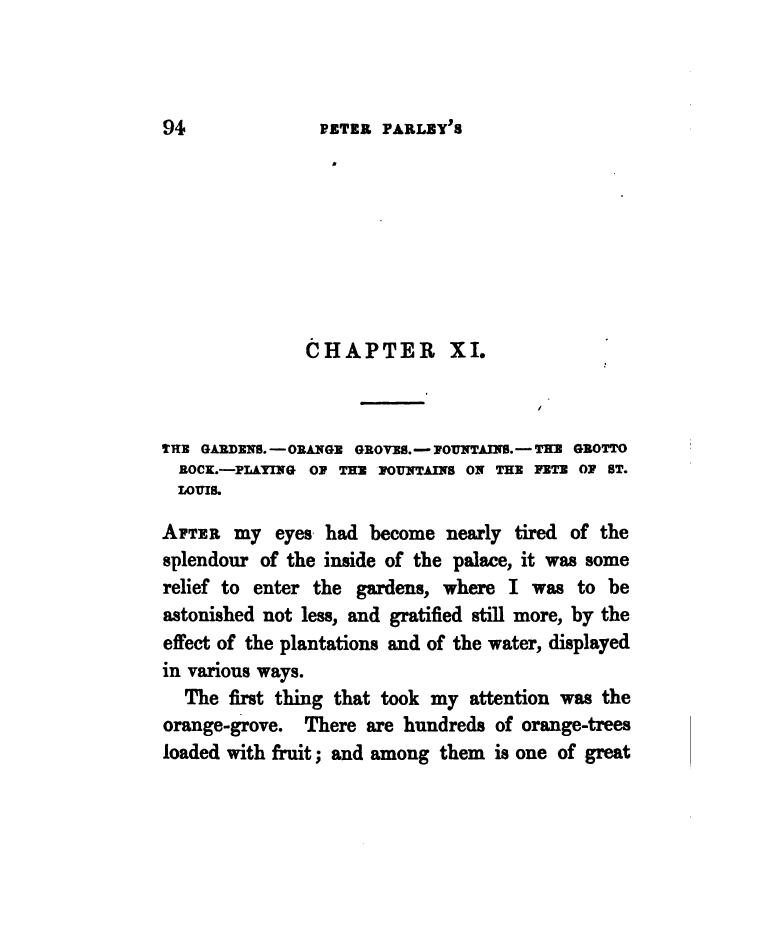 94 PETER PARLEY'S
CHAPTER XI.
THE GARDENS.—ORANGE GROVES.—FOUNTAINS.—THE GROTTO
ROCK.—PLAYING OF THE FOUNTAINS ON THE FETE OF ST.
LOUIS.
AFTER my eyes had become nearly tired of the
splendour of the inside of the palace, it was some
relief to enter the gardens, where I was to be
astonished not less, and gratified still more, by the
effect of the plantations and of the water, displayed
in various ways.
The first thing that took my attention was the
orange-grove. There are hundreds of orange-trees
loaded with fruit; and among them is one of great